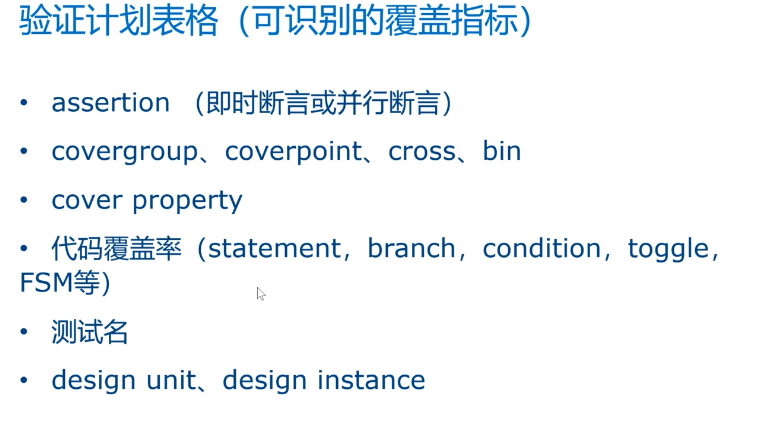 验证计划表格（可识别的覆盖指标）
• assertion （即时断言或并行断言）
• covergroup、coverpoint、cross、bin
• cover property
• 代码覆盖率（statement，branch，condition，toggle，
FSM等）
• 测试名
• design unit、design instance